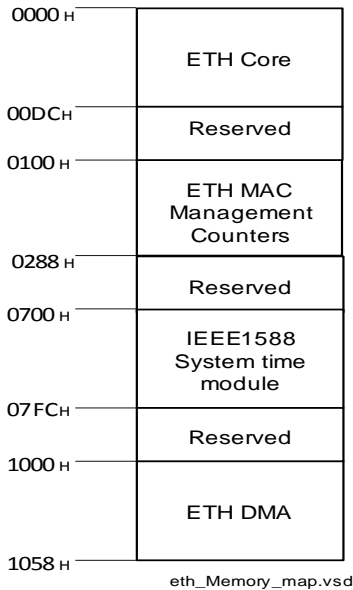 0000 H
ETH Core
00DCH
Reserved
0100 H
ETH MAC
Management
Counters
0288 H
Reserved
0700 H
IEEE1588
System time
module
07FCH
Reserved
1000 H
ETH DMA
1058 H
eth_Memory_map.vsd